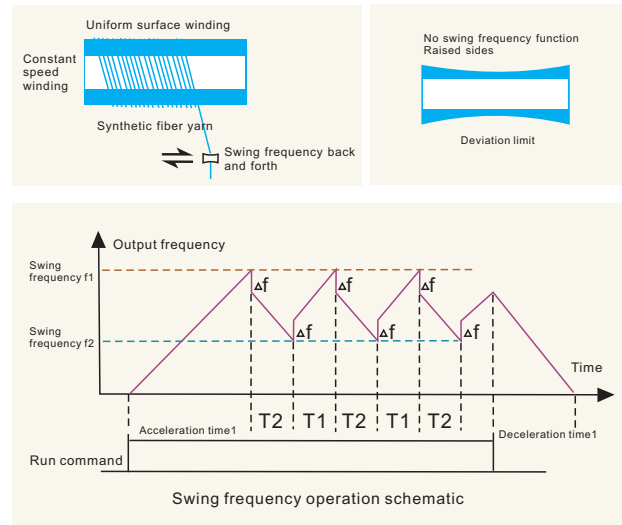 Uniform surface winding
Constant
speed
winding
Synthetic fiber yarn
Swing frequency back
and forth
No swing frequency function
Raised sides
Deviation limit
Output frequency
Swing
frequency f1
Swing
frequency f2
Δf
Δf
Δf
Δf
Δf
Δf
Time
T2 T1 T2 T1 T2
Acceleration time1
Deceleration time1
Run command
Swing frequency operation schematic